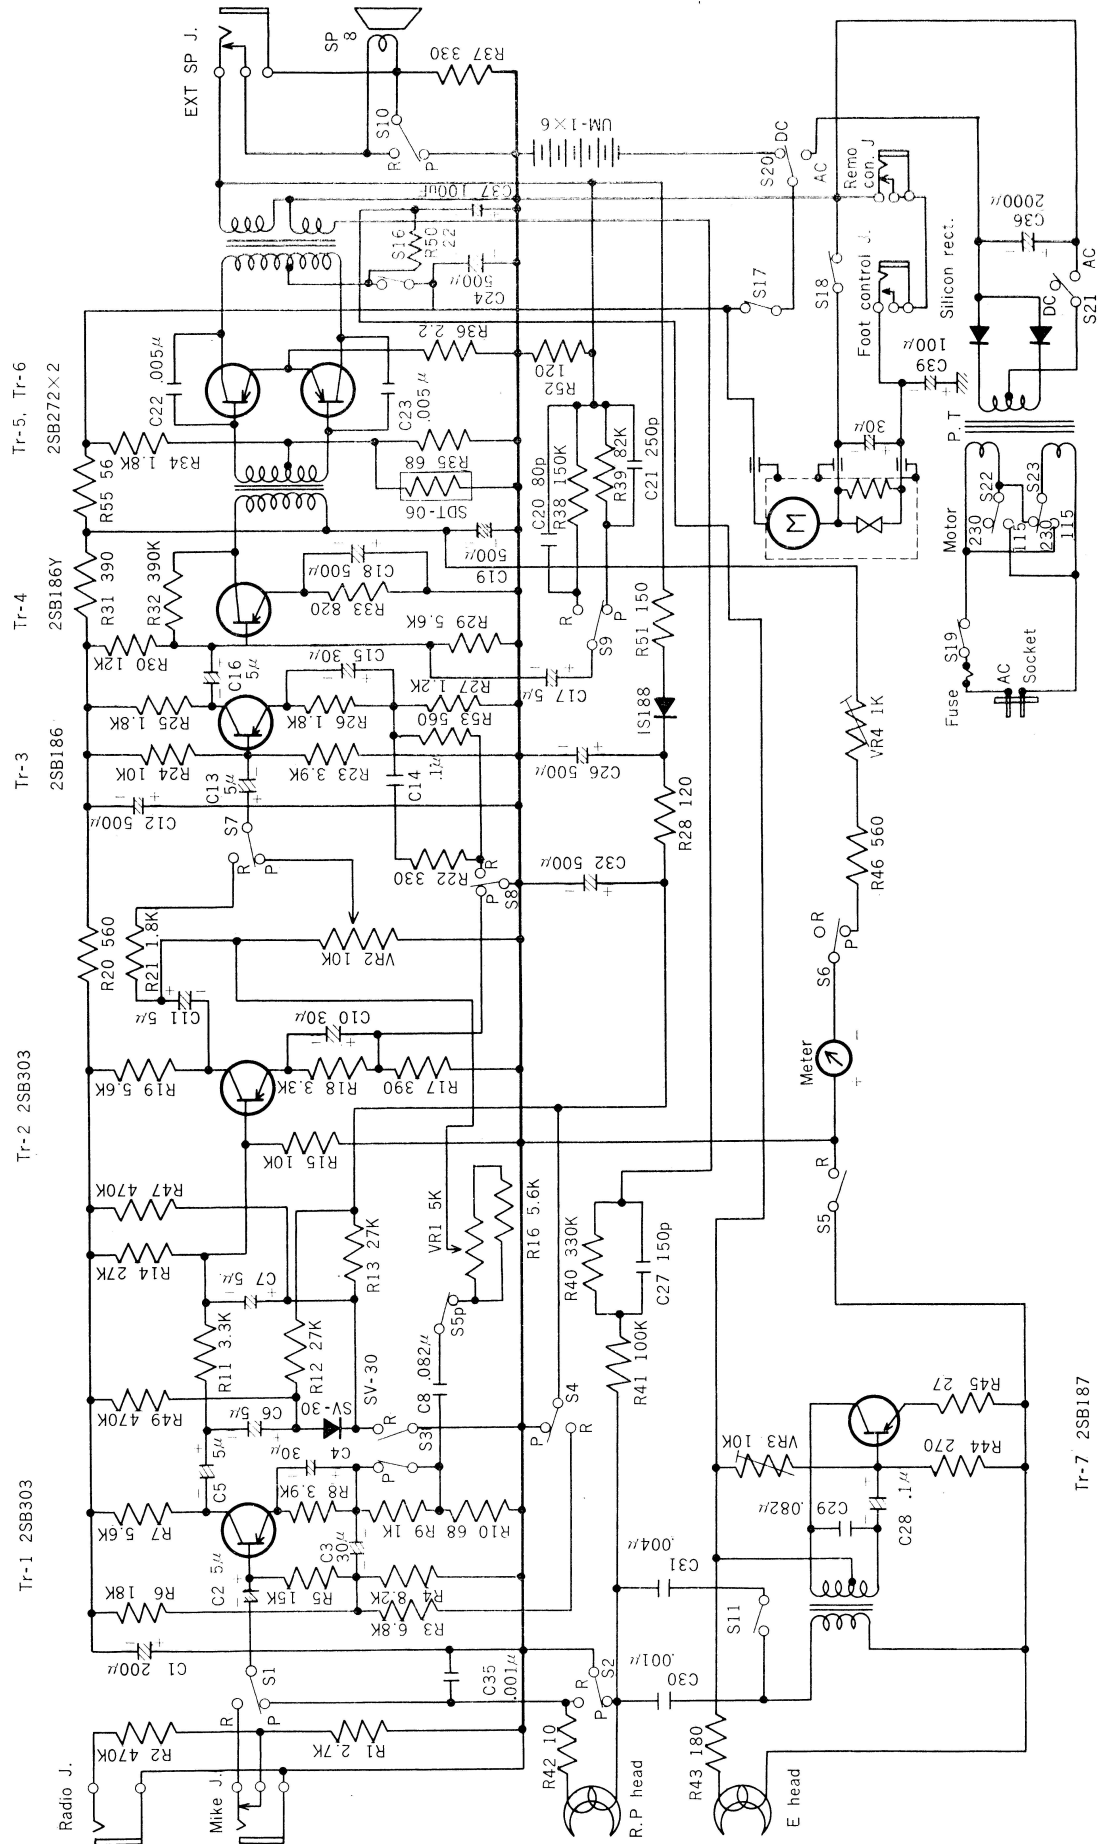 Tr-1 2SB303
Tr-2 2SB303
Tr-3
2SB186
Tr-4
2SB186Y
Tr-5, Tr-6
2SB272×2
Radio J.
R2 470K
Mike J.
R1
2.7K
R
P
S1
C1
200μ
C35
.001μ
R6 18K
C2 5μ
R5
15K
R4
8.2K
R3
6.8K
C3
30μ
R7
5.6K
C5
5μ
R8
3.9K
C4
30μ
R9
1K
R10
68
P
S3
R
R49 470K
C6
5μ
SV-30
SV-30
R11 3.3K
R12 27K
R13 27K
C7 5μ
R14 27K
R47 470K
C8 .082μ
S5p
VR1 5K
R16 5.6K
R15 10K
R19 5.6K
R18 3.3K
R17 390
C10 30μ
C11 5μ
R20 560
R21 1.8K
VR2 10K
R
P
S7
C12 500μ
C13
5μ
R24 10K
R23 3.9K
R25 1.8K
R26 1.8K
C15 30μ
C16
5μ
R27 1.2K
R53 560
C14
.1μ
R22 330
R
P
S8
R30 12K
R31 390
R32 390K
R33 820
C18 500μ
R29 5.6K
C17 5μ
C19
500μ
R55 56
R34 1.8K
R35 68
SDT-06
C22 .005μ
C23
.005μ
R36 2.2
S16
R50
22
C24
500μ
C37 100μF
EXT SP J.
SP
8
R37 330
S10
R
P
UM-1×6
R52
120
C20 80p
R38 150K
R39 82K
C21 250p
R
P
S9
R51 150
IS188
C26 500μ
R28 120
C32 500μ
S4
P
R
R42 10
R
S2
P
R.P head
R41 100K
R40 330K
C27 150p
C31
.004μ
C30
.001μ
S11
R43 180
E head
C29
.082μ
C28 .1μ
VR3 10K
R44 270
R45
27
Tr-7 2SB187
S5
R
Meter
+
-
S6
R
P
R46 560
VR4 1K
S17
S18
S20
DC
AC
Remo
con. J
Foot control J.
30μ
C39
100μ
Silicon rect.
C36
2000μ
DC
AC
S21
P.T
Motor
M
S22
S23
230
115
230
115
S19
Fuse
AC
Socket